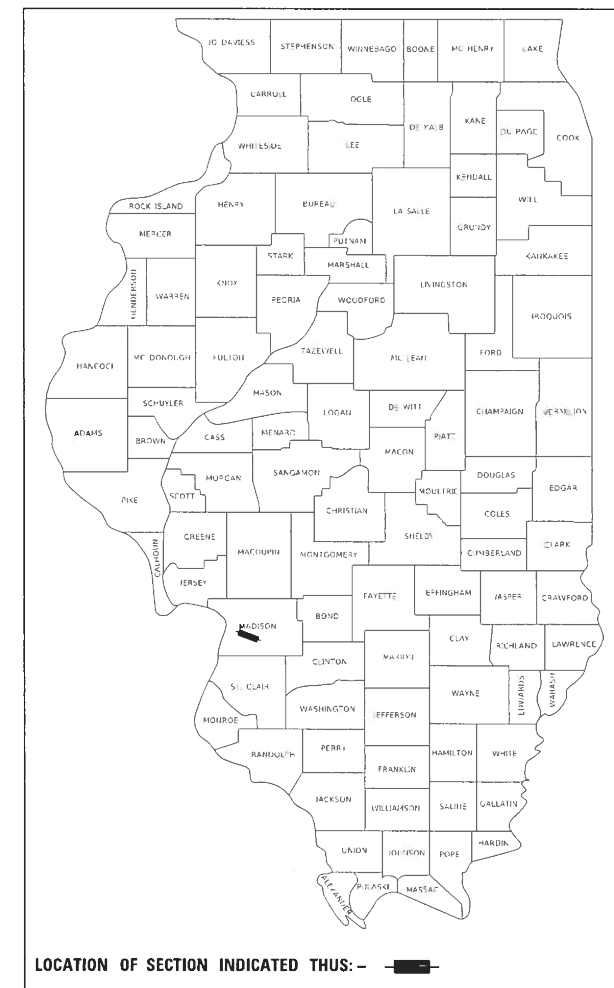 JO DAVIESS STEPHENSON WINNEBAGO BOONE MC HENRY LAKE
CARROLL OGLE DE KALB KANE DU PAGE COOK
WHITESIDE LEE
KENDALL
ROCK ISLAND HENRY BUREAU LA SALLE GRUNDY WILL
MERCER PUTNAM
STARK MARSHALL KANKAKEE
HENDERSON WARREN KNOX PEORIA WOODFORD LIVINGSTON IROQUOIS
HANCOCK MC DONOUGH FULTON TAZEWELL MC LEAN FORD
MASON
SCHUYLER LOGAN DE WITT CHAMPAIGN VERMILION
ADAMS BROWN CASS MENARD PIATT
MACON
PIKE SCOTT MORGAN SANGAMON MOULTRIE DOUGLAS EDGAR
CHRISTIAN COLES
CALHOUN GREENE MACOUPIN MONTGOMERY SHELBY CUMBERLAND CLARK
JERSEY FAYETTE EFFINGHAM JASPER CRAWFORD
MADISON BOND
CLAY RICHLAND LAWRENCE
CLINTON MARION
ST. CLAIR WAYNE EDWARDS WABASH
MONROE WASHINGTON JEFFERSON
RANDOLPH PERRY HAMILTON WHITE
FRANKLIN
JACKSON WILLIAMSON SALINE GALLATIN
UNION JOHNSON POPE HARDIN
ALEXANDER PULASKI MASSAC
LOCATION OF SECTION INDICATED THUS: -